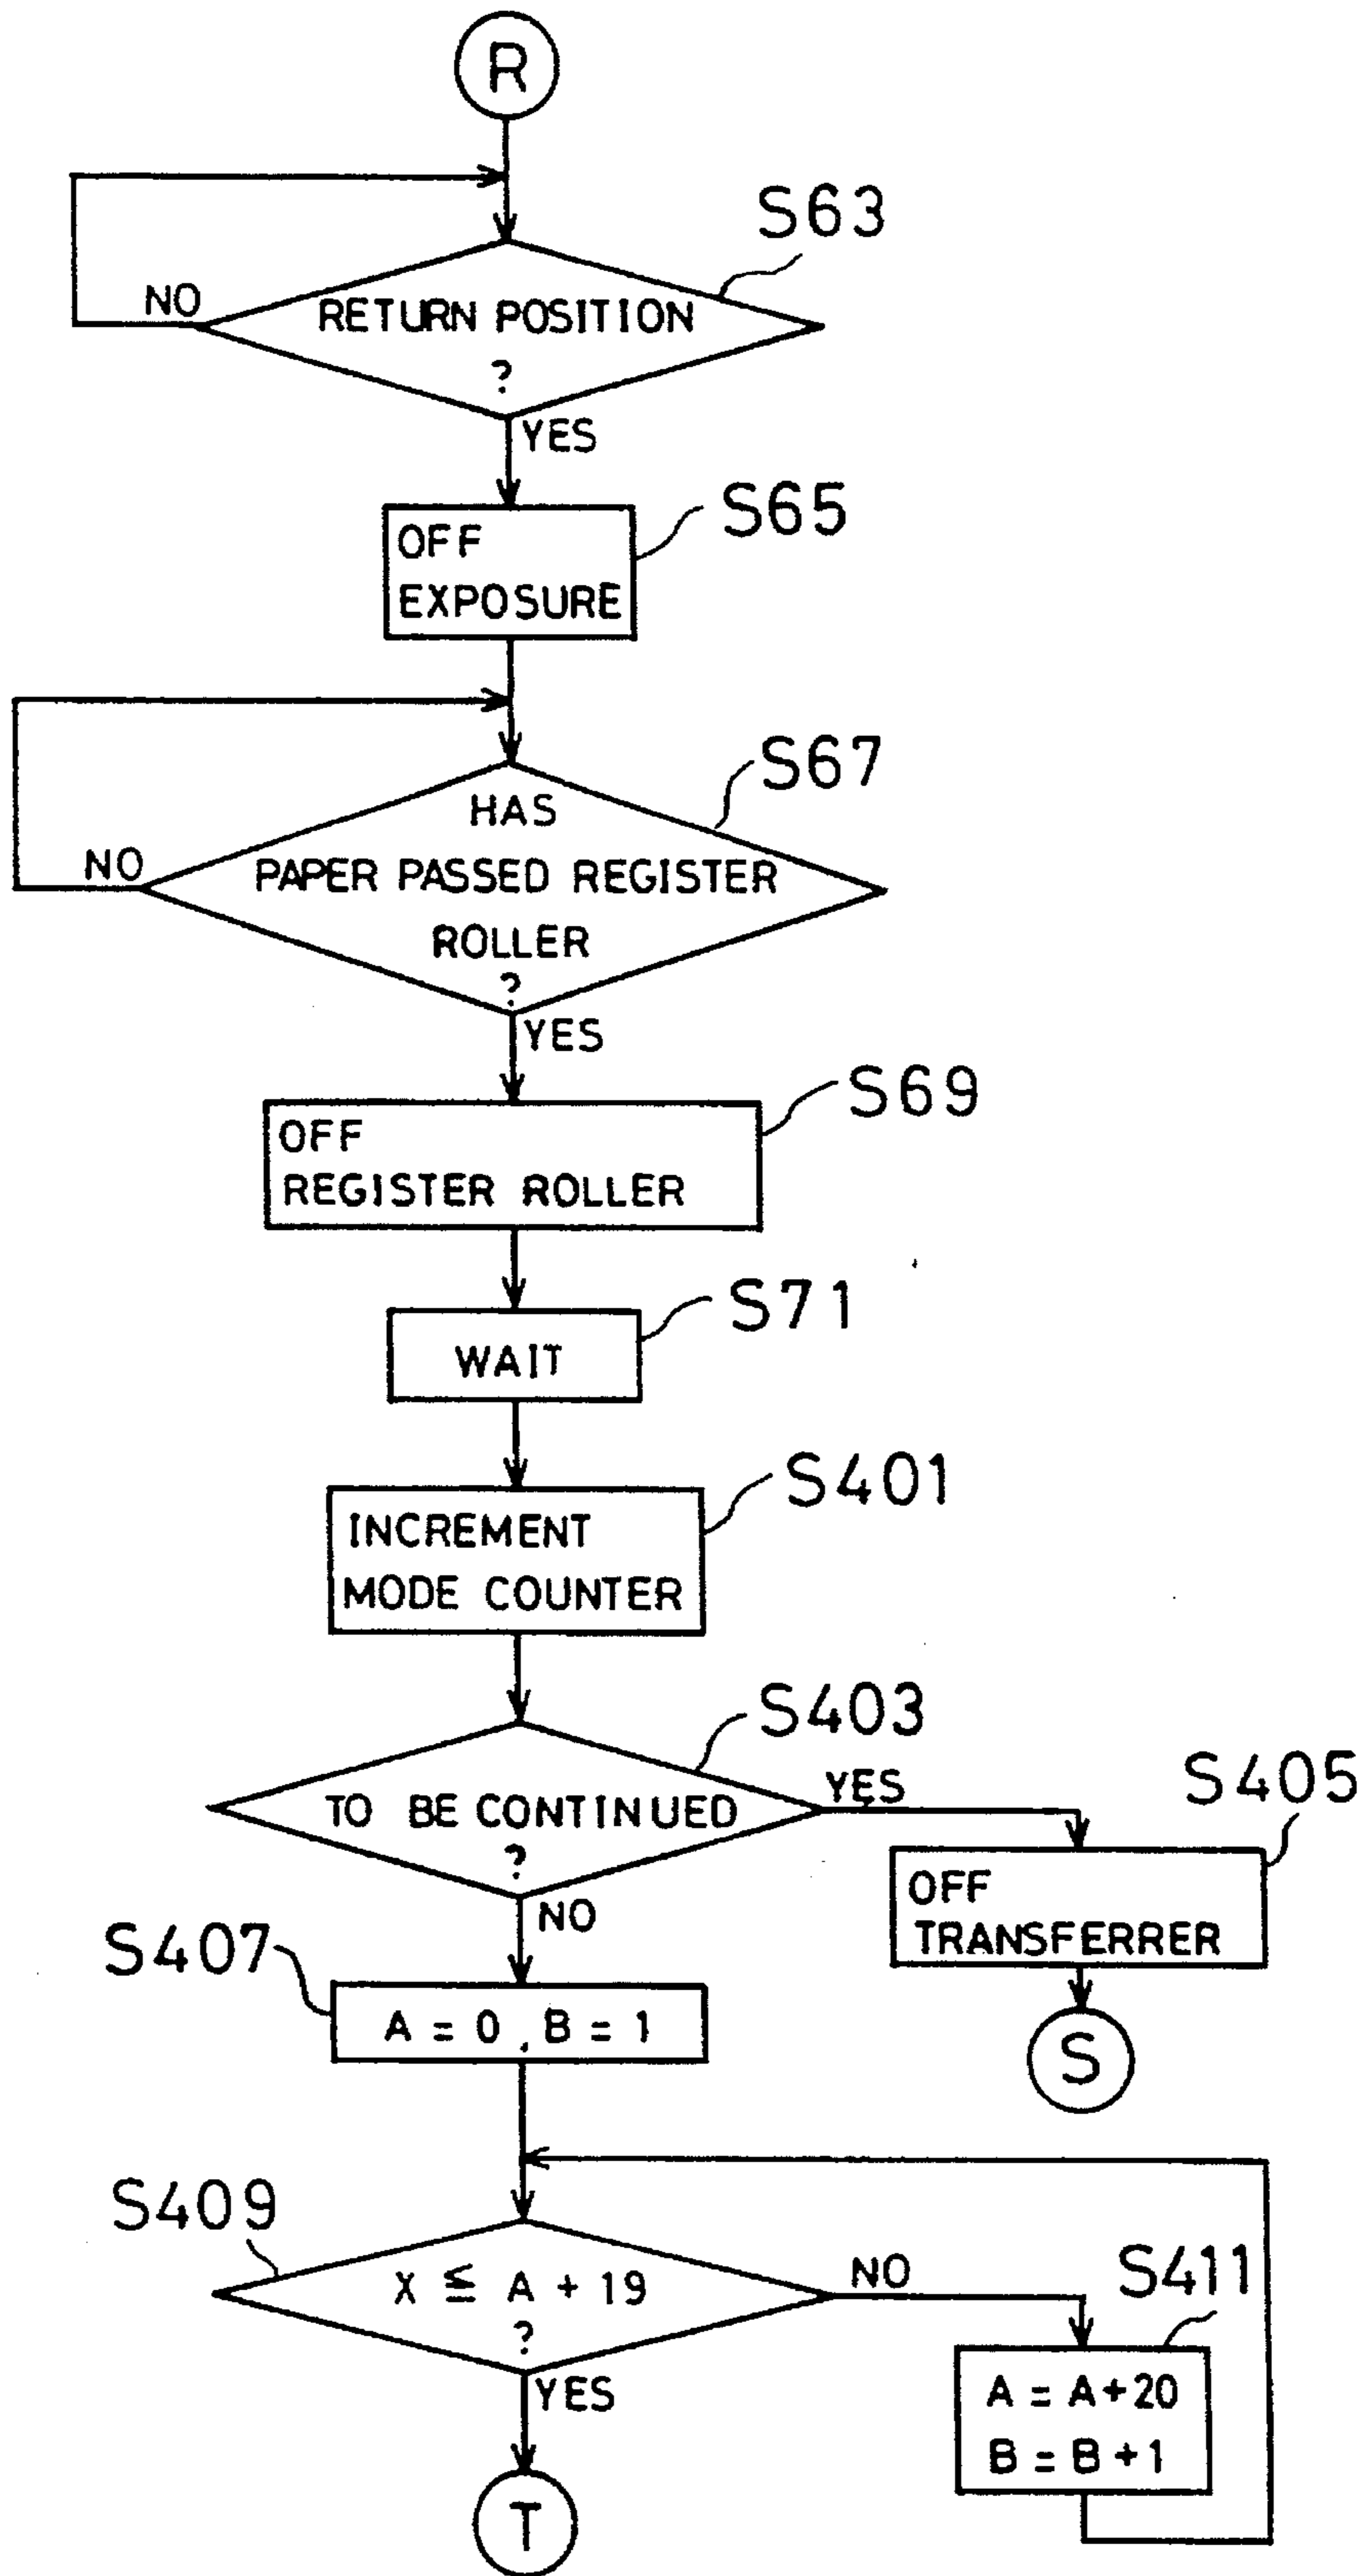 R
S63
NO
RETURN POSITION
?
YES
S65
OFF
EXPOSURE
S67
HAS
NO
PAPER PASSED REGISTER
ROLLER
?
YES
S69
OFF
REGISTER ROLLER
S71
WAIT
S401
INCREMENT
MODE COUNTER
S403
YES
S405
TO BE CONTINUED
?
OFF
TRANSFERRER
NO
S407
A = 0, B = 1
S
S409
X ≦ A + 19
?
NO
S411
YES
A = A+20
B = B+1
T